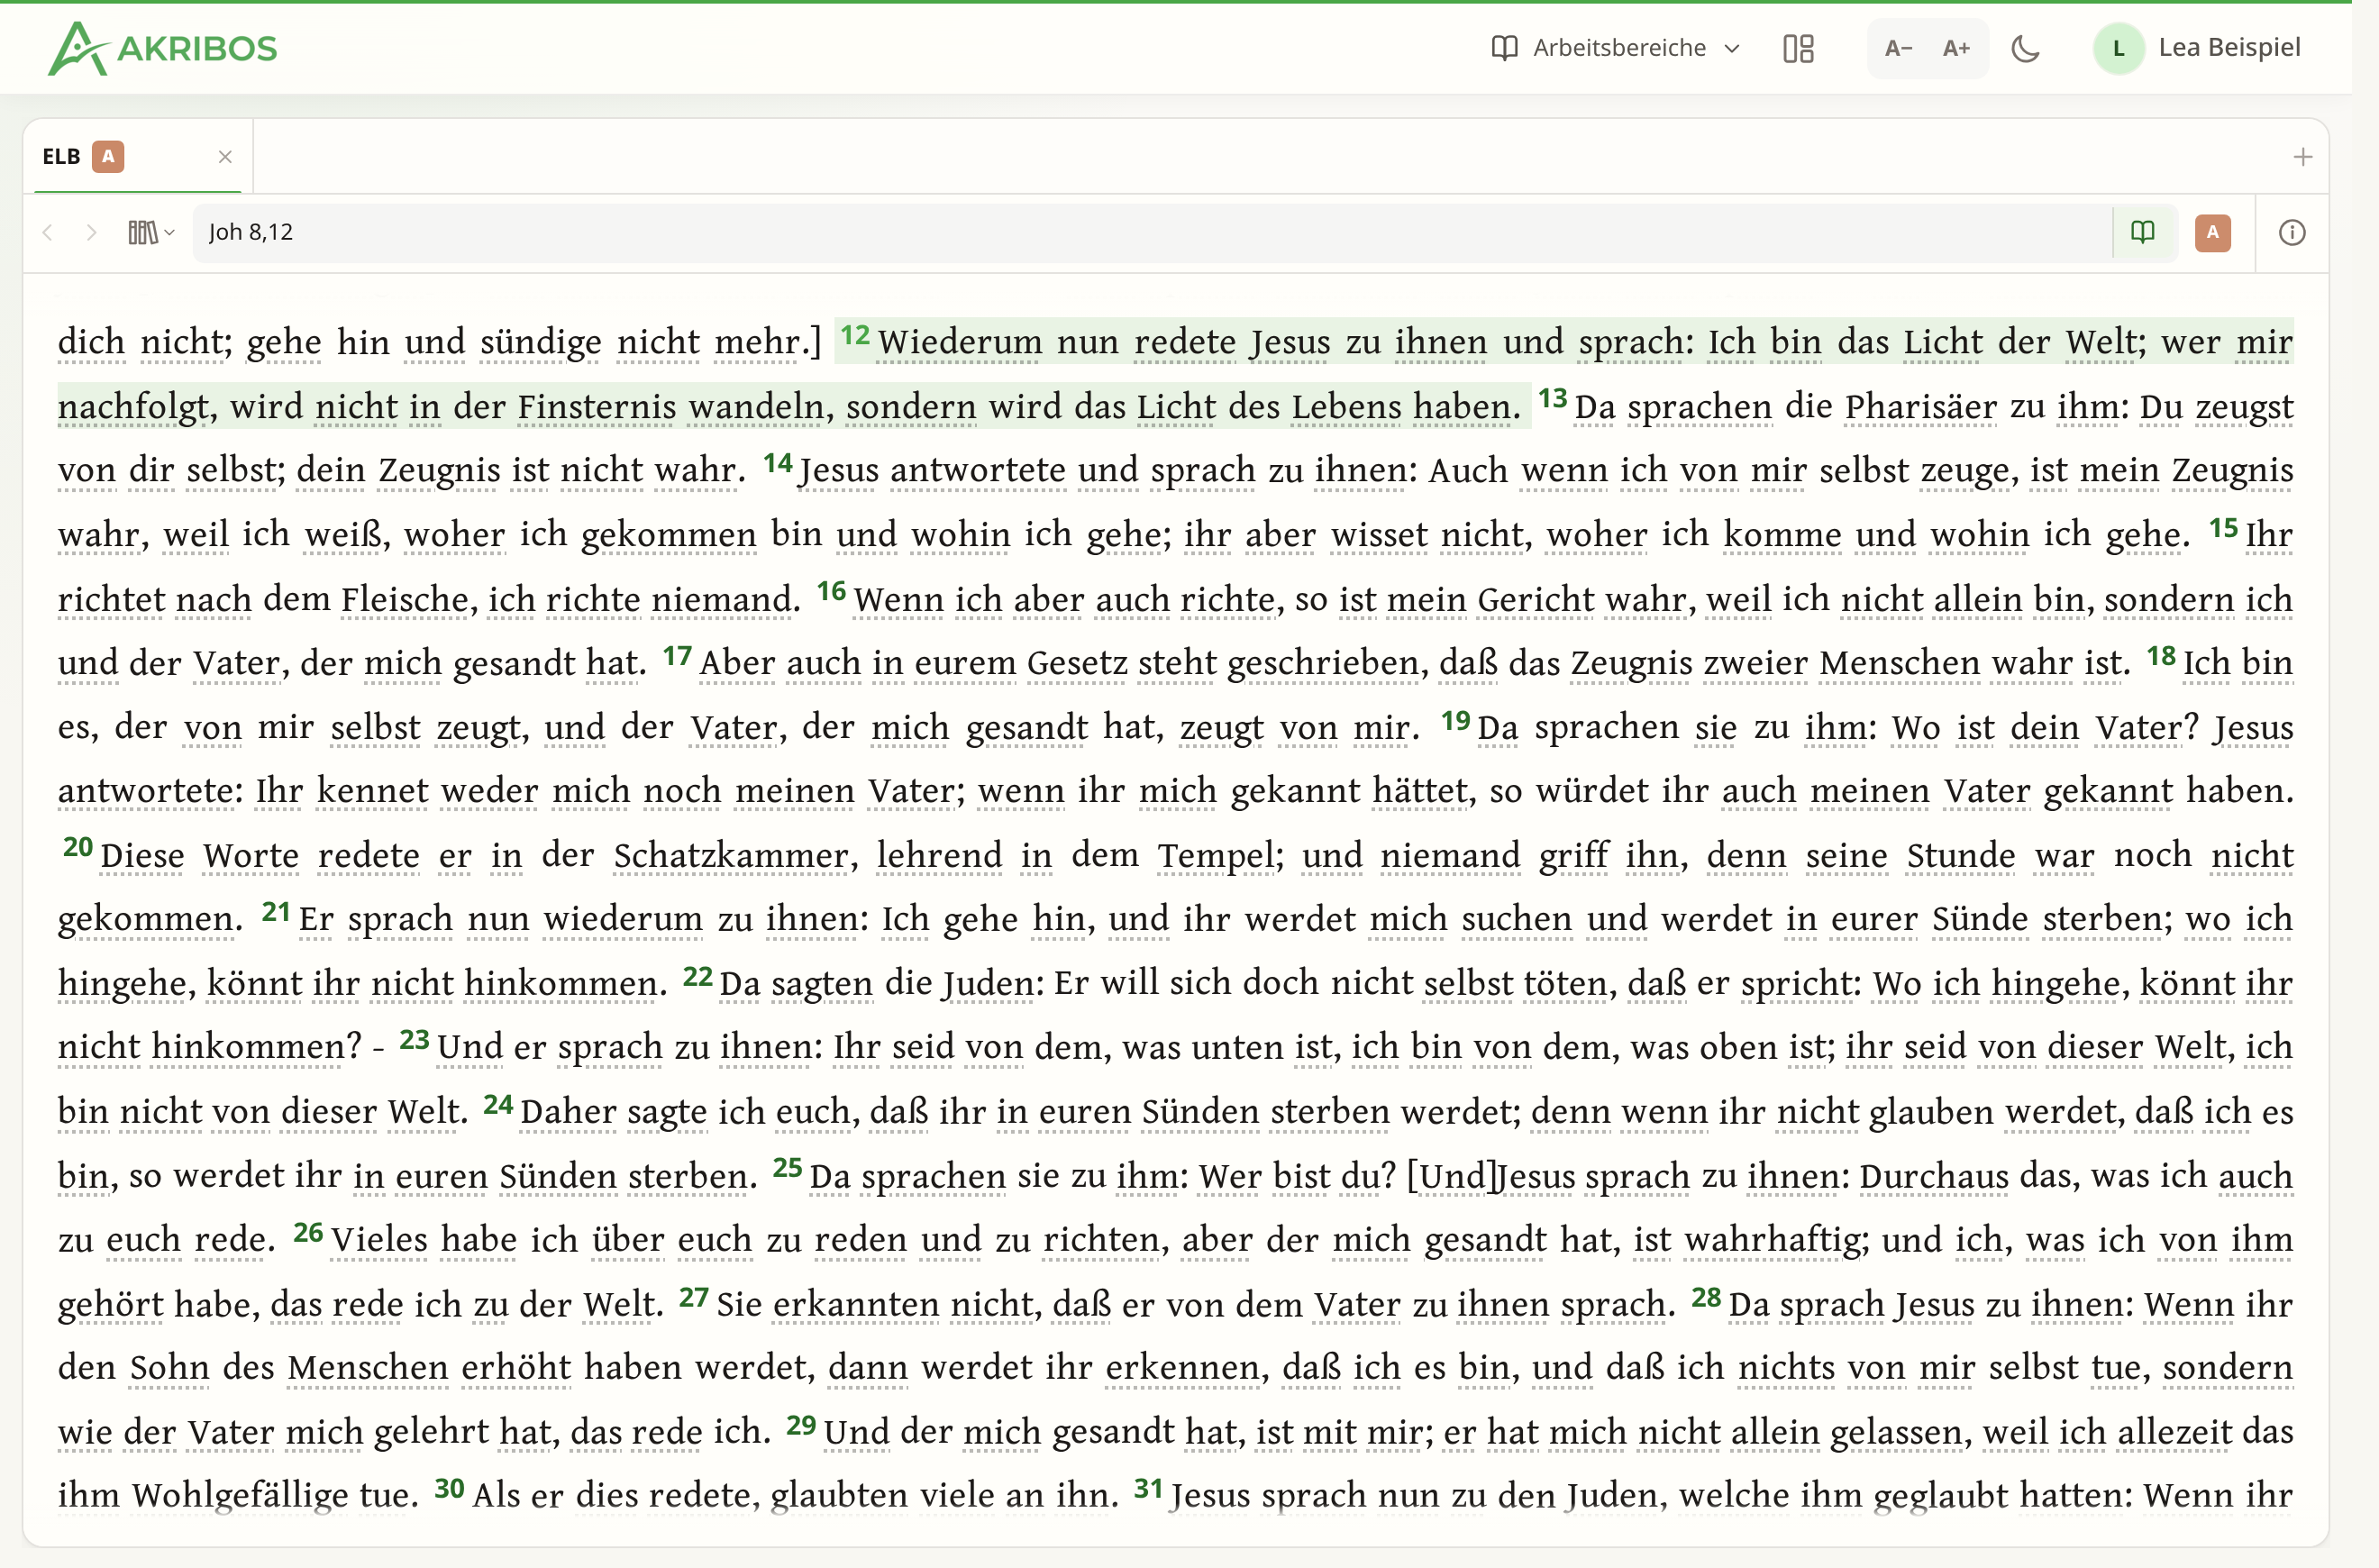 AKRIBOS
Arbeitsbereiche
A− A+
L Lea Beispiel
ELB A
Joh 8,12
A
dich nicht; gehe hin und sündige nicht mehr.] 12 Wiederum nun redete Jesus zu ihnen und sprach: Ich bin das Licht der Welt; wer mir
nachfolgt, wird nicht in der Finsternis wandeln, sondern wird das Licht des Lebens haben. 13 Da sprachen die Pharisäer zu ihm: Du zeugst
von dir selbst; dein Zeugnis ist nicht wahr. 14 Jesus antwortete und sprach zu ihnen: Auch wenn ich von mir selbst zeuge, ist mein Zeugnis
wahr, weil ich weiß, woher ich gekommen bin und wohin ich gehe; ihr aber wisset nicht, woher ich komme und wohin ich gehe. 15 Ihr
richtet nach dem Fleische, ich richte niemand. 16 Wenn ich aber auch richte, so ist mein Gericht wahr, weil ich nicht allein bin, sondern ich
und der Vater, der mich gesandt hat. 17 Aber auch in eurem Gesetz steht geschrieben, daß das Zeugnis zweier Menschen wahr ist. 18 Ich bin
es, der von mir selbst zeugt, und der Vater, der mich gesandt hat, zeugt von mir. 19 Da sprachen sie zu ihm: Wo ist dein Vater? Jesus
antwortete: Ihr kennet weder mich noch meinen Vater; wenn ihr mich gekannt hättet, so würdet ihr auch meinen Vater gekannt haben.
20 Diese Worte redete er in der Schatzkammer, lehrend in dem Tempel; und niemand griff ihn, denn seine Stunde war noch nicht
gekommen. 21 Er sprach nun wiederum zu ihnen: Ich gehe hin, und ihr werdet mich suchen und werdet in eurer Sünde sterben; wo ich
hingehe, könnt ihr nicht hinkommen. 22 Da sagten die Juden: Er will sich doch nicht selbst töten, daß er spricht: Wo ich hingehe, könnt ihr
nicht hinkommen? - 23 Und er sprach zu ihnen: Ihr seid von dem, was unten ist, ich bin von dem, was oben ist; ihr seid von dieser Welt, ich
bin nicht von dieser Welt. 24 Daher sagte ich euch, daß ihr in euren Sünden sterben werdet; denn wenn ihr nicht glauben werdet, daß ich es
bin, so werdet ihr in euren Sünden sterben. 25 Da sprachen sie zu ihm: Wer bist du? [Und]Jesus sprach zu ihnen: Durchaus das, was ich auch
zu euch rede. 26 Vieles habe ich über euch zu reden und zu richten, aber der mich gesandt hat, ist wahrhaftig; und ich, was ich von ihm
gehört habe, das rede ich zu der Welt. 27 Sie erkannten nicht, daß er von dem Vater zu ihnen sprach. 28 Da sprach Jesus zu ihnen: Wenn ihr
den Sohn des Menschen erhöht haben werdet, dann werdet ihr erkennen, daß ich es bin, und daß ich nichts von mir selbst tue, sondern
wie der Vater mich gelehrt hat, das rede ich. 29 Und der mich gesandt hat, ist mit mir; er hat mich nicht allein gelassen, weil ich allezeit das
ihm Wohlgefällige tue. 30 Als er dies redete, glaubten viele an ihn. 31 Jesus sprach nun zu den Juden, welche ihm geglaubt hatten: Wenn ihr